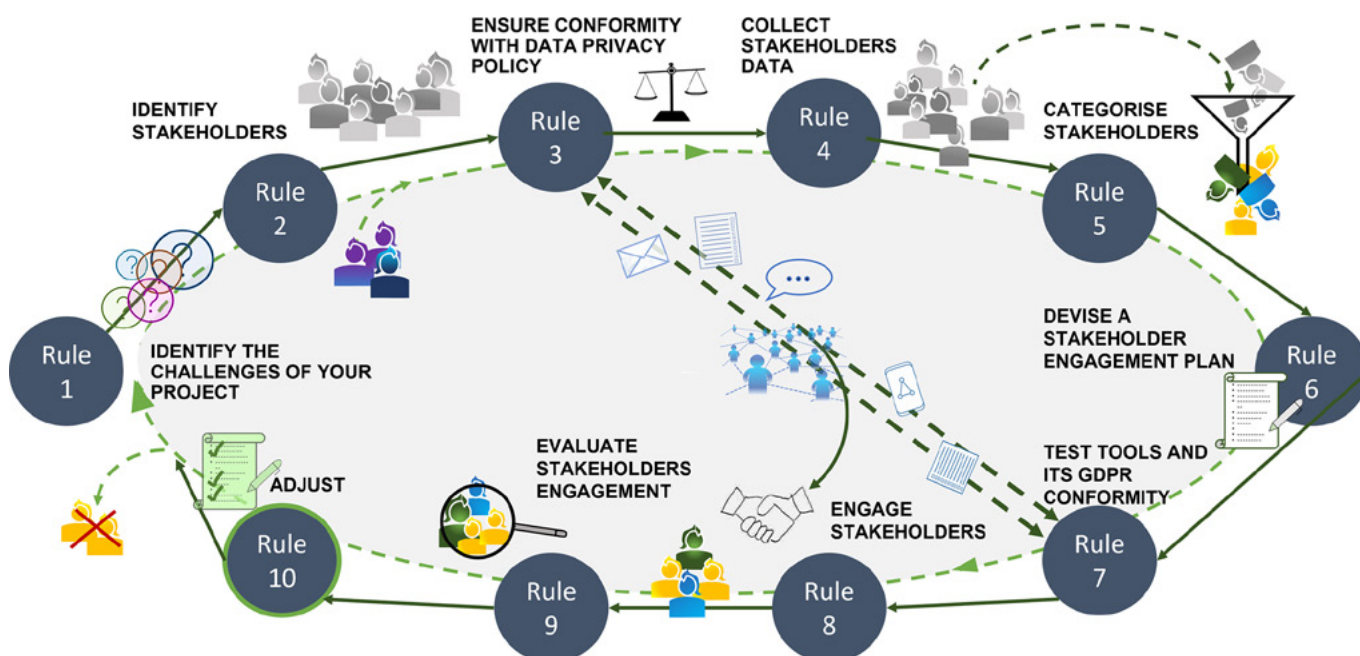 Rule
1
IDENTIFY THE
CHALLENGES OF YOUR
PROJECT
?
?
?
?
?
Rule
2
IDENTIFY
STAKEHOLDERS
Rule
3
ENSURE CONFORMITY
WITH DATA PRIVACY
POLICY
Rule
4
COLLECT
STAKEHOLDERS
DATA
Rule
5
CATEGORISE
STAKEHOLDERS
Rule
6
DEVISE A
STAKEHOLDER
ENGAGEMENT PLAN
Rule
7
TEST TOOLS AND
ITS GDPR
CONFORMITY
Rule
8
ENGAGE
STAKEHOLDERS
Rule
9
EVALUATE
STAKEHOLDERS
ENGAGEMENT
Rule
10
ADJUST